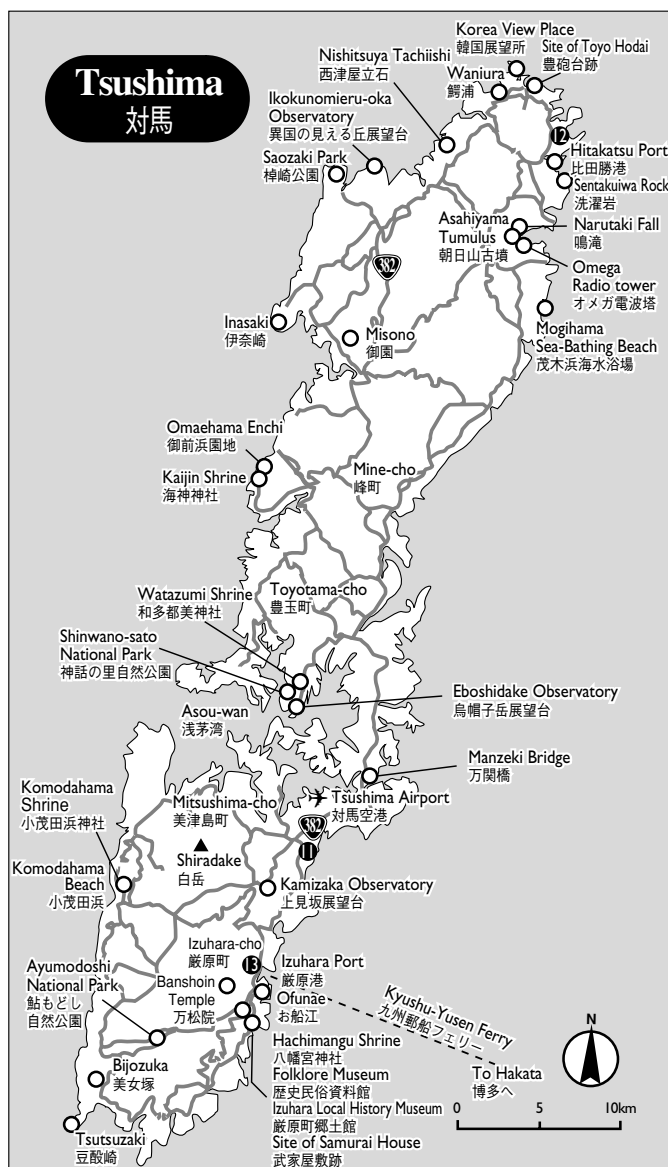 Tsushima
対馬
Korea View Place
韓国展望所
Site of Toyo Hodai
豊砲台跡
Nishitsuya Tachiishi
西津屋立石
Waniura
鰐浦
Ikokunomieru-oka
Observatory
異国の見える丘展望台
Saozaki Park
棹崎公園
12
Hitakatsu Port
比田勝港
Sentakuiwa Rock
洗濯岩
Asahiyama
Tumulus
朝日山古墳
Narutaki Fall
鳴滝
Omega
Radio tower
オメガ電波塔
382
Inasaki
伊奈崎
Misono
御園
Mogihama
Sea-Bathing Beach
茂木浜海水浴場
Omaehama Enchi
御前浜園地
Kaijin Shrine
海神神社
Mine-cho
峰町
Watazumi Shrine
和多都美神社
Toyotama-cho
豊玉町
Shinwano-sato
National Park
神話の里自然公園
Asou-wan
浅茅湾
Eboshidake Observatory
烏帽子岳展望台
Manzeki Bridge
万関橋
Komodahama
Shrine
小茂田浜神社
Mitsushima-cho
美津島町
Tsushima Airport
対馬空港
382
11
Shiradake
白岳
Komodahama
Beach
小茂田浜
Kamizaka Observatory
上見坂展望台
Izuhara-cho
厳原町
13
Izuhara Port
厳原港
Ayumodoshi
National Park
鮎もどし
自然公園
Banshoin
Temple
万松院
Ofunae
お船江
Kyushu-Yusen Ferry
九州郵船フェリー
Hachimangu Shrine
八幡宮神社
Folklore Museum
歴史民俗資料館
Izuhara Local History Museum
厳原町郷土館
Site of Samurai House
武家屋敷跡
To Hakata
博多へ
Bijozuka
美女塚
Tsutsuzaki
豆酘崎
N
0 5 10km